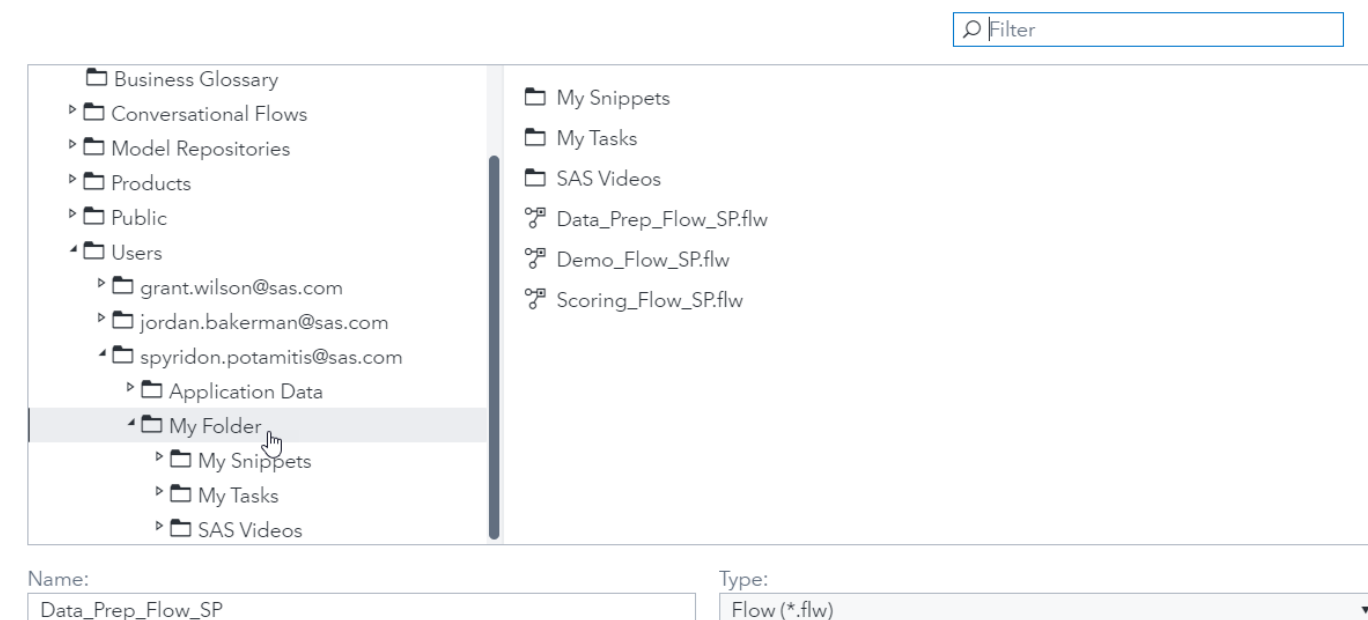 Filter
Business Glossary
Conversational Flows
Model Repositories
Products
Public
Users
grant.wilson@sas.com
jordan.bakerman@sas.com
spyridon.potamitis@sas.com
Application Data
My Folder
My Snippets
My Tasks
SAS Videos
My Snippets
My Tasks
SAS Videos
Data_Prep_Flow_SP.flw
Demo_Flow_SP.flw
Scoring_Flow_SP.flw
Name:
Data_Prep_Flow_SP
Type:
Flow (*.flw)